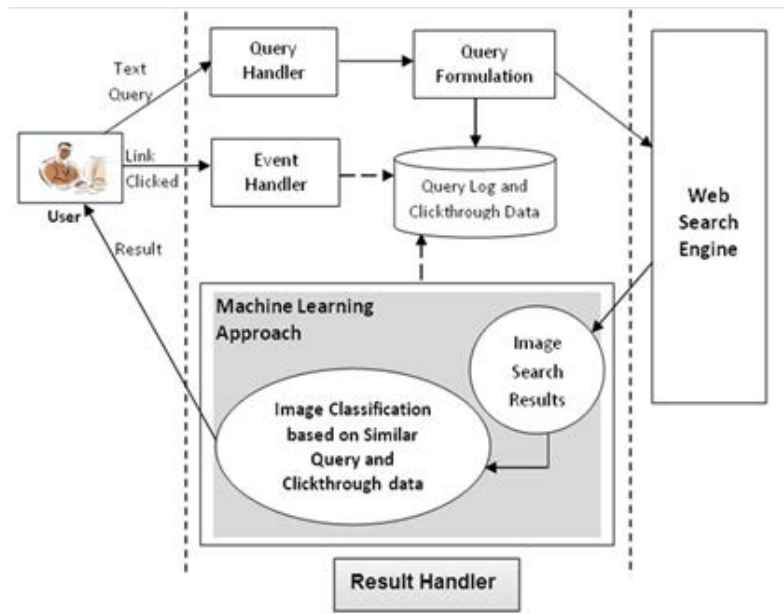 Query
Handler
Query
Formulation
Text
Query
Link
Clicked
Event
Handler
Query Log and
Clickthrough Data
User
Web
Search
Engine
Result
Machine Learning
Approach
Image
Search
Results
Image Classification
based on Similar
Query and
Clickthrough data
Result Handler